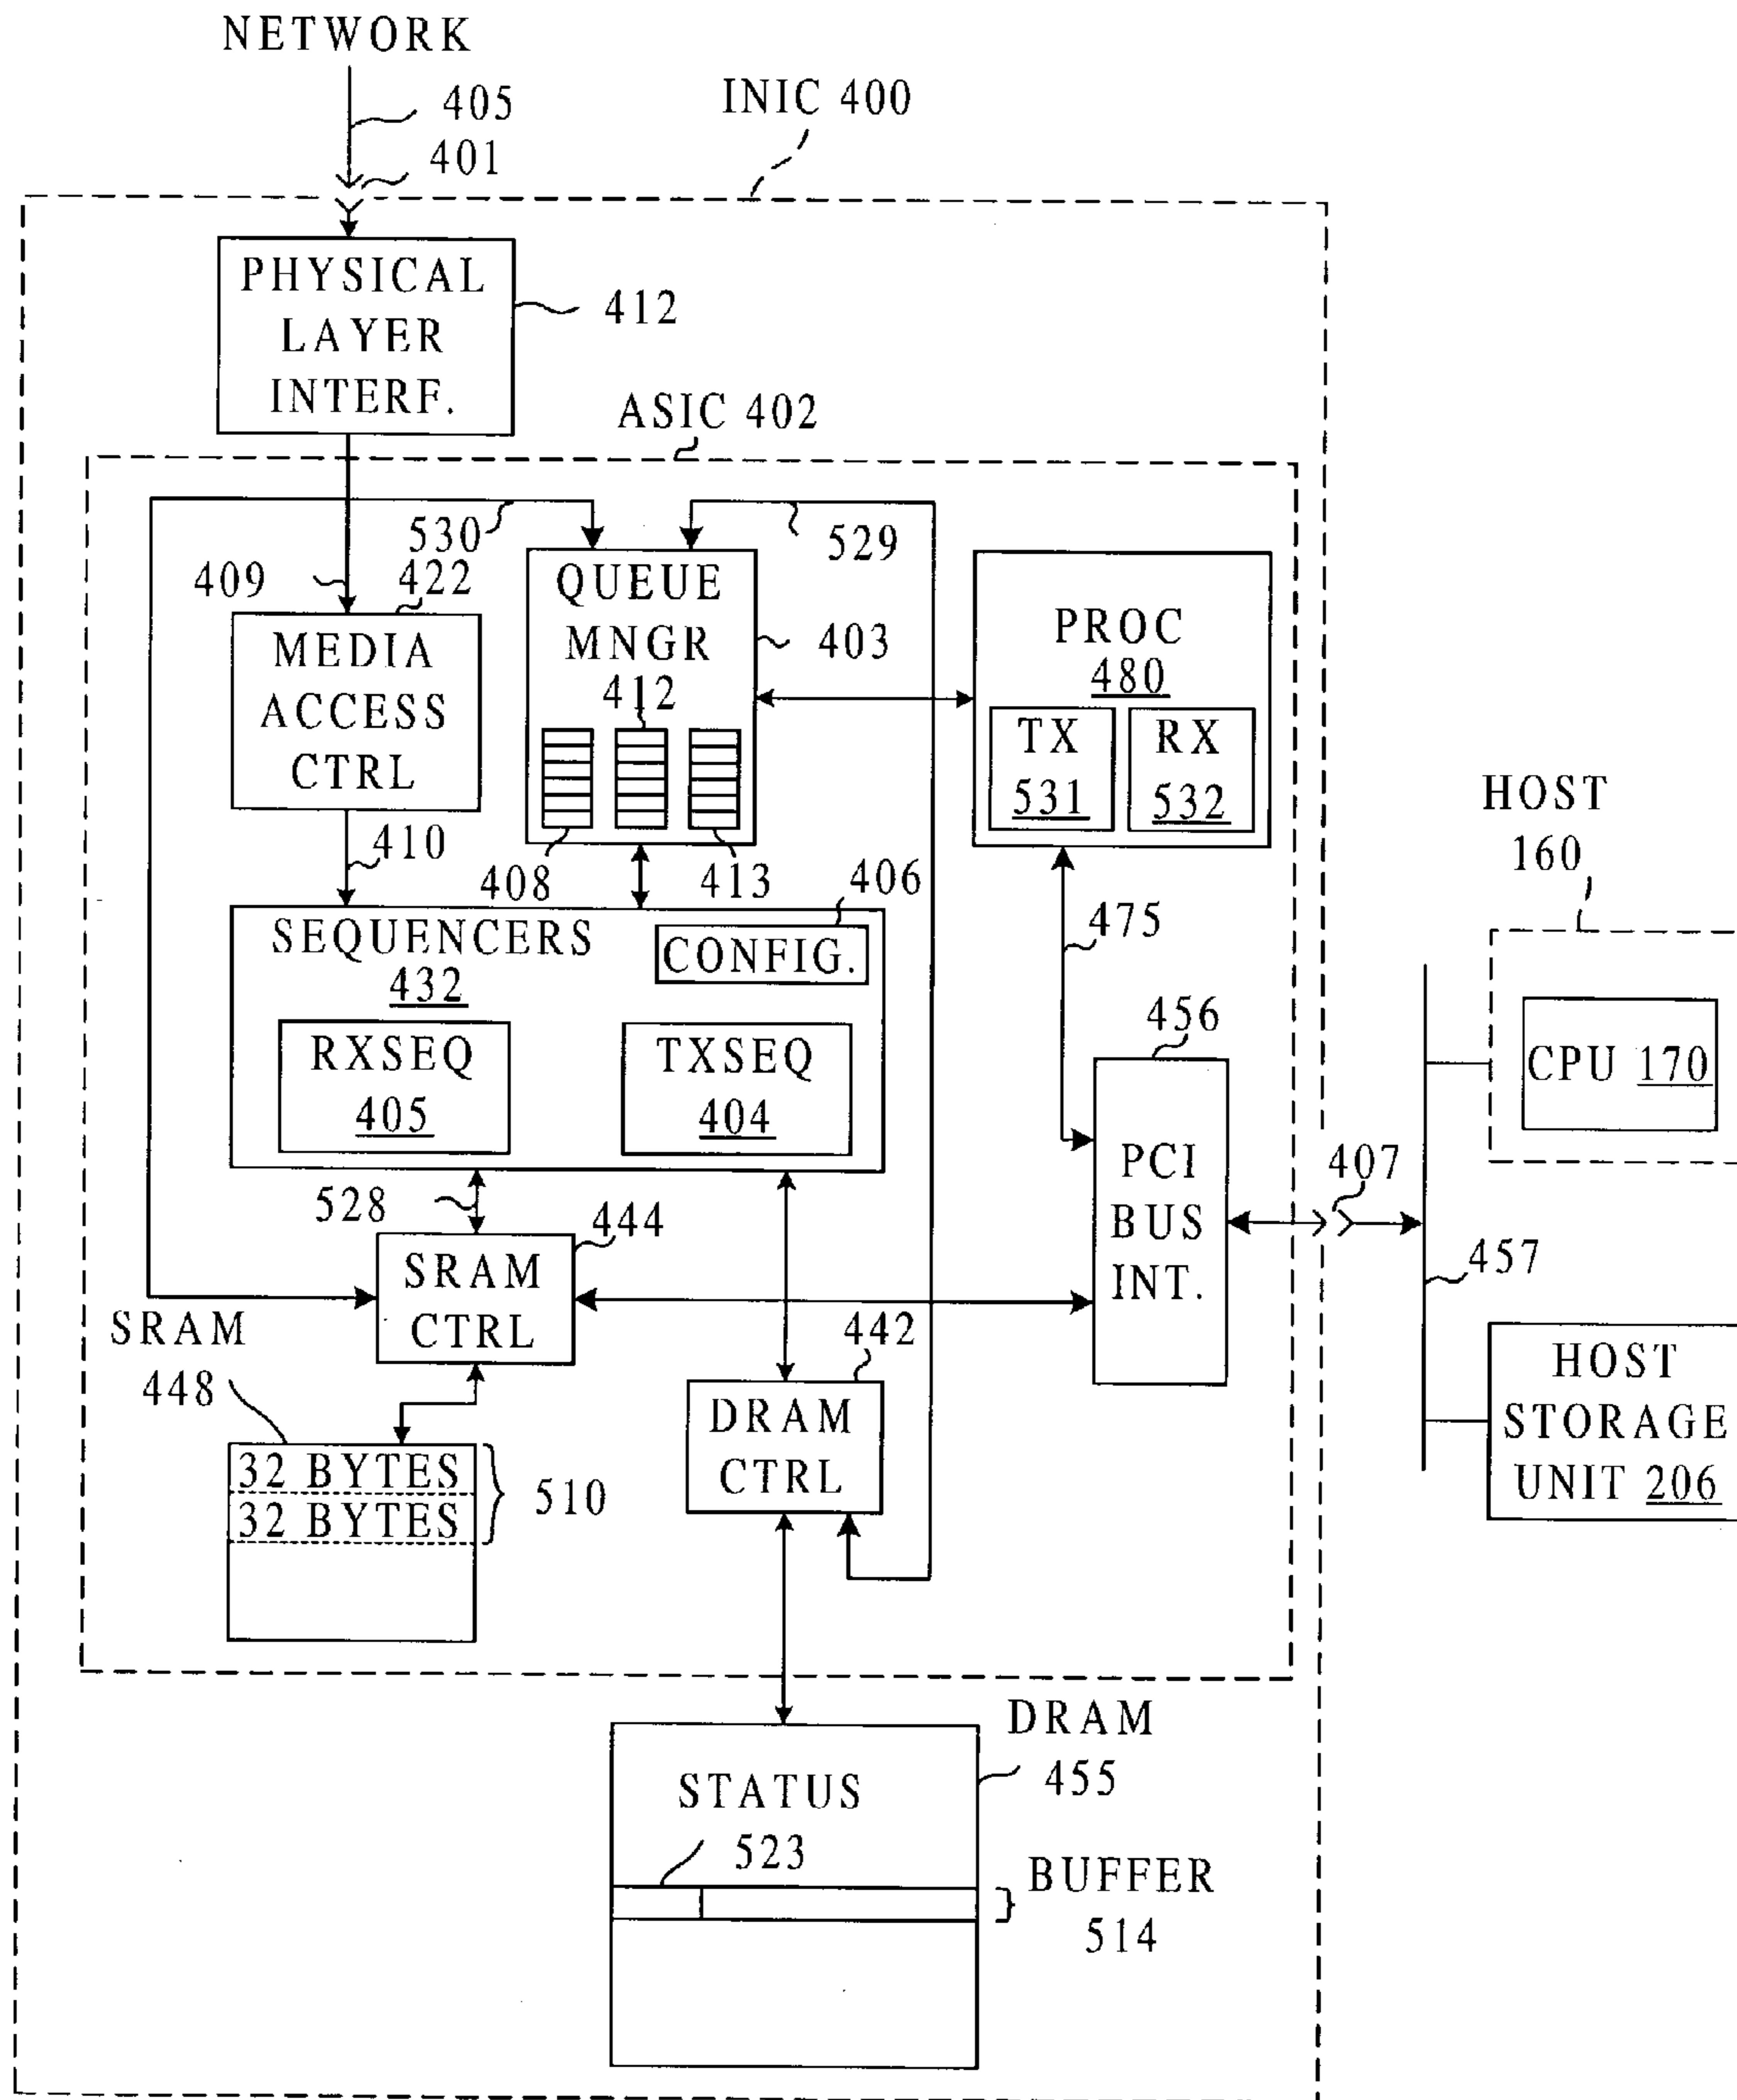 NETWORK
405
401
INIC 400
PHYSICAL
LAYER
INTERF.
412
ASIC 402
530
529
409
422
QUEUE
MNGR
412
403
PROC
480
TX
531
RX
532
MEDIA
ACCESS
CTRL
410
408
413
406
SEQUENCERS
432
CONFIG.
RXSEQ
405
TXSEQ
404
475
456
PCI
BUS
INT.
HOST
160
CPU 170
407
457
HOST
STORAGE
UNIT 206
528
444
SRAM
CTRL
SRAM
448
442
DRAM
CTRL
32 BYTES
32 BYTES
510
DRAM
455
STATUS
523
BUFFER
514